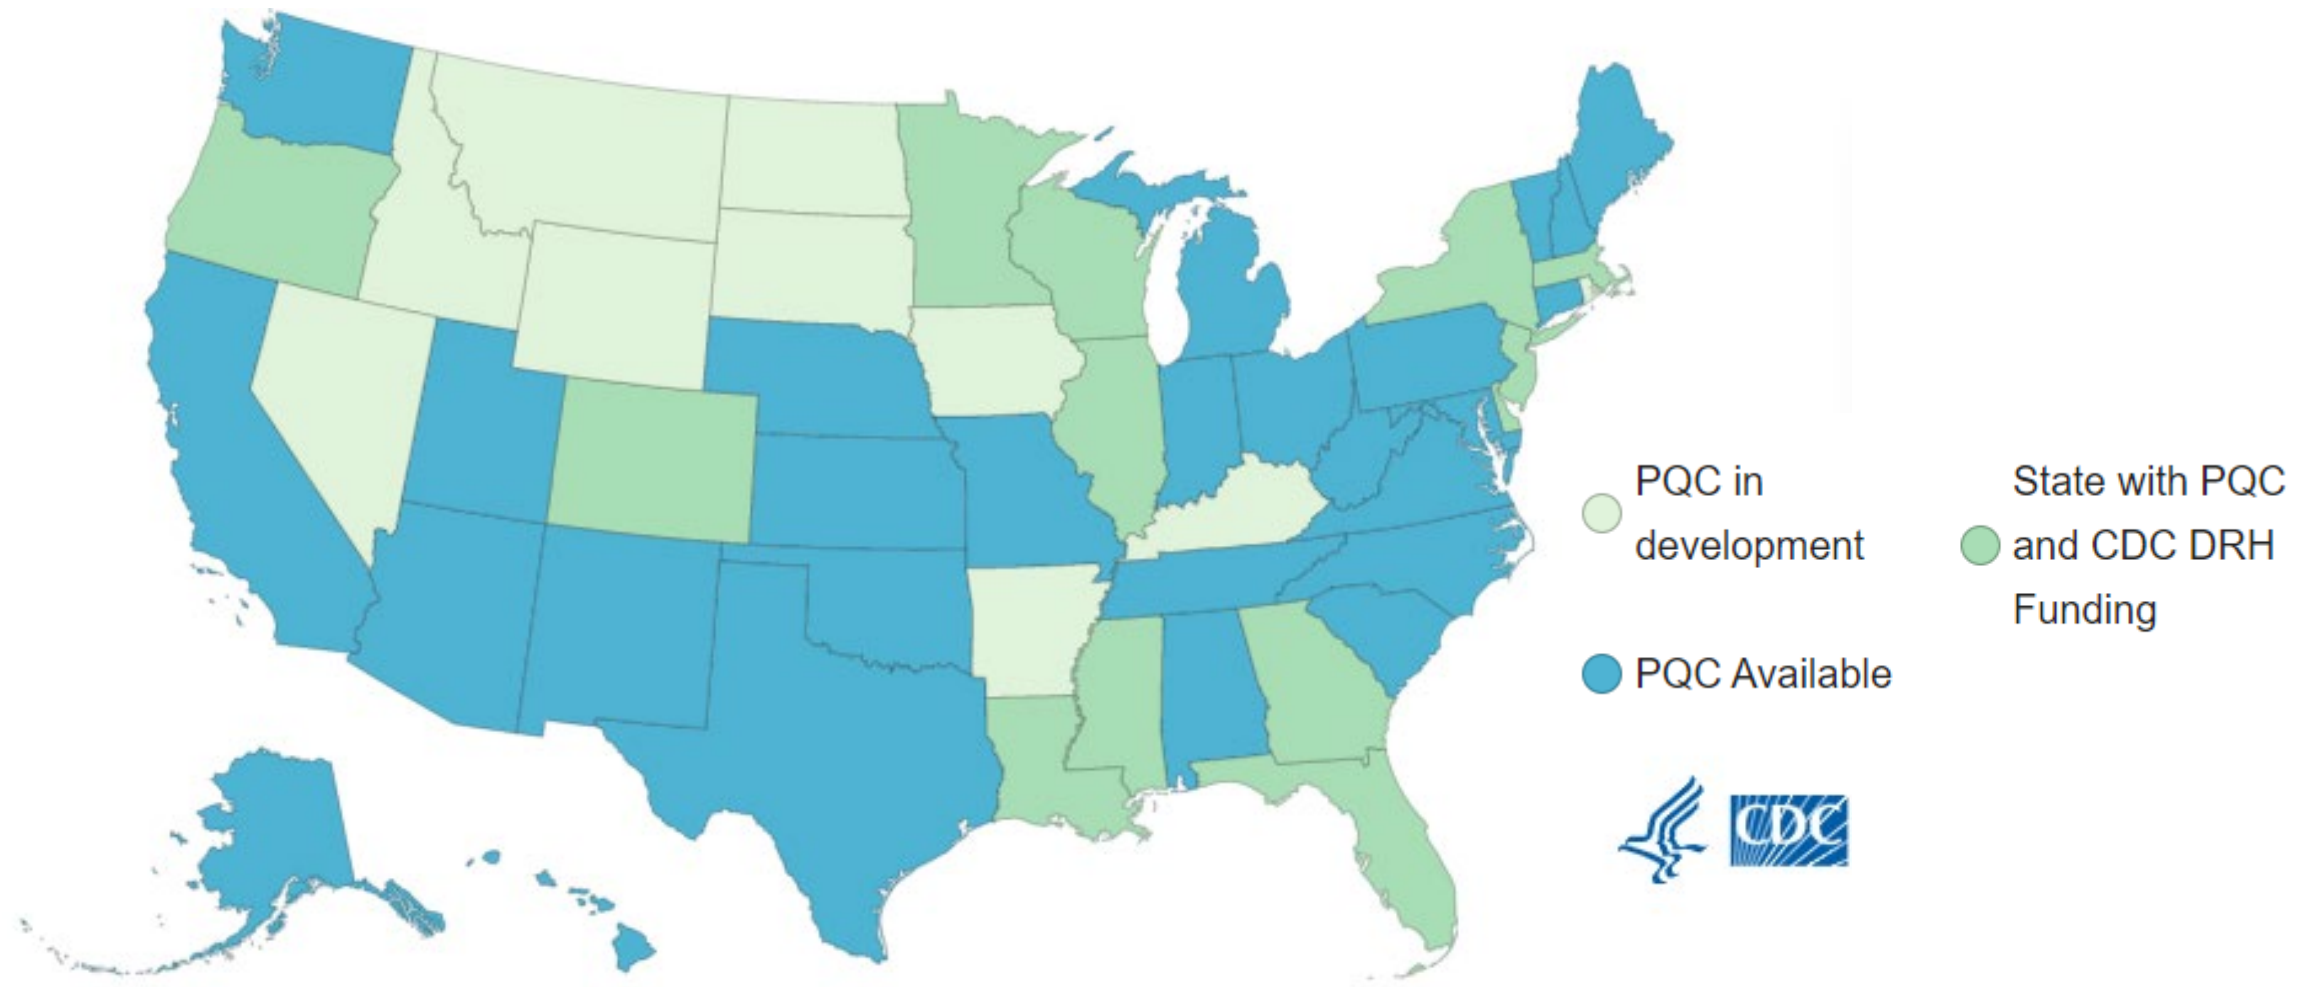 PQC in
development
State with PQC
and CDC DRH
Funding
PQC Available
CDC